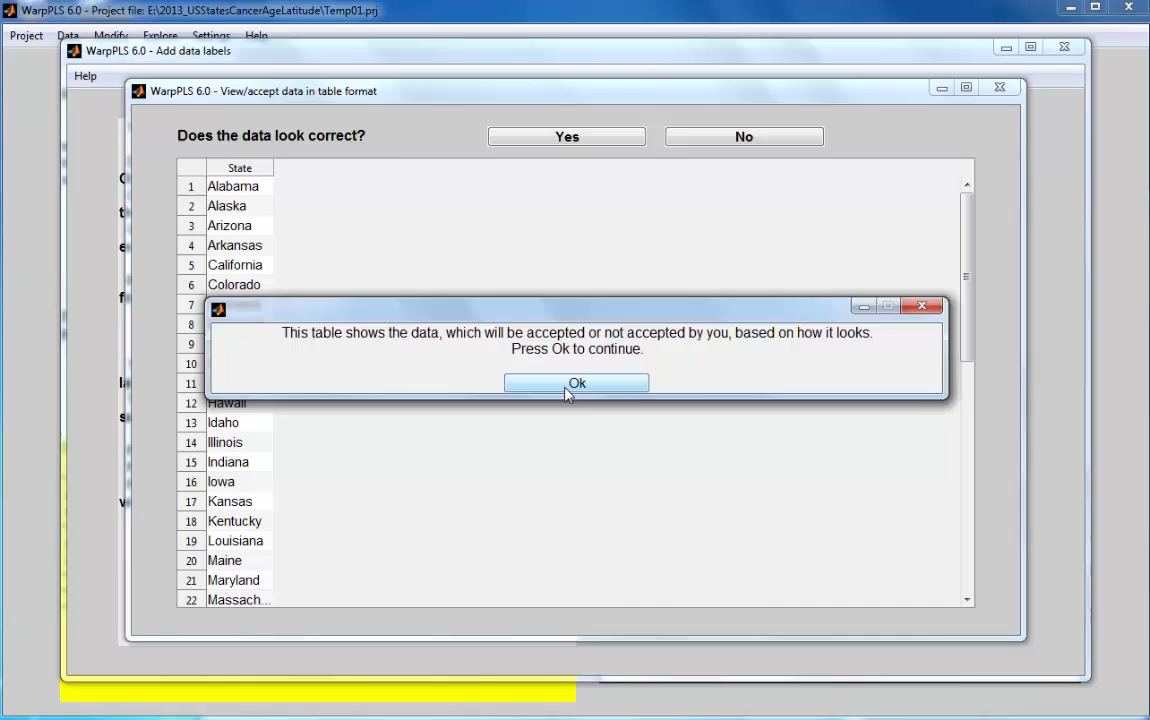 WarpPLS 6.0 - Project file: E:\2013_USStatesCancerAgeLatitude\Temp01.prj
Project Data Modify Explore Settings Help
WarpPLS 6.0 - Add data labels
Help
WarpPLS 6.0 - View/accept data in table format
Does the data look correct? Yes No
State
1 Alabama
2 Alaska
3 Arizona
4 Arkansas
5 California
6 Colorado
7
This table shows the data, which will be accepted or not accepted by you, based on how it looks.
8
9
Press Ok to continue.
10
11
Ok
12 Hawaii
13 Idaho
14 Illinois
15 Indiana
16 Iowa
17 Kansas
18 Kentucky
19 Louisiana
20 Maine
21 Maryland
22 Massach...